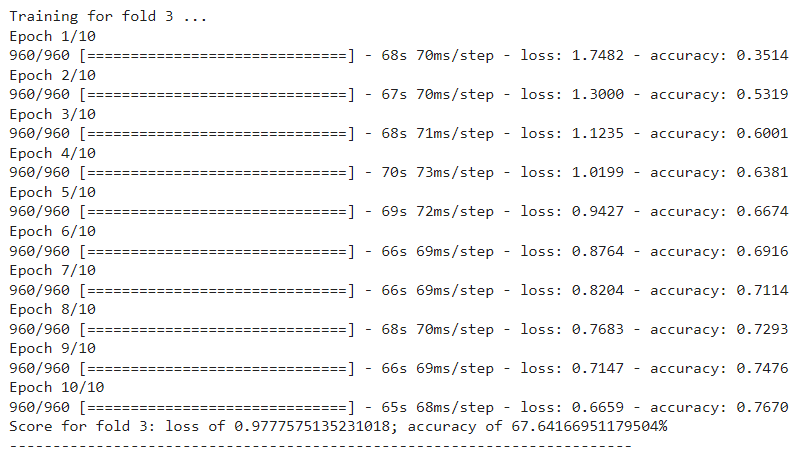 Training for fold 3 ...
Epoch 1/10
960/960 [==============================] - 68s 70ms/step - loss: 1.7482 - accuracy: 0.3514
Epoch 2/10
960/960 [==============================] - 67s 70ms/step - loss: 1.3000 - accuracy: 0.5319
Epoch 3/10
960/960 [==============================] - 68s 71ms/step - loss: 1.1235 - accuracy: 0.6001
Epoch 4/10
960/960 [==============================] - 70s 73ms/step - loss: 1.0199 - accuracy: 0.6381
Epoch 5/10
960/960 [==============================] - 69s 72ms/step - loss: 0.9427 - accuracy: 0.6674
Epoch 6/10
960/960 [==============================] - 66s 69ms/step - loss: 0.8764 - accuracy: 0.6916
Epoch 7/10
960/960 [==============================] - 66s 69ms/step - loss: 0.8204 - accuracy: 0.7114
Epoch 8/10
960/960 [==============================] - 68s 70ms/step - loss: 0.7683 - accuracy: 0.7293
Epoch 9/10
960/960 [==============================] - 66s 69ms/step - loss: 0.7147 - accuracy: 0.7476
Epoch 10/10
960/960 [==============================] - 65s 68ms/step - loss: 0.6659 - accuracy: 0.7670
Score for fold 3: loss of 0.9777575135231018; accuracy of 67.64166951179504%
------------------------------------------------------------------------